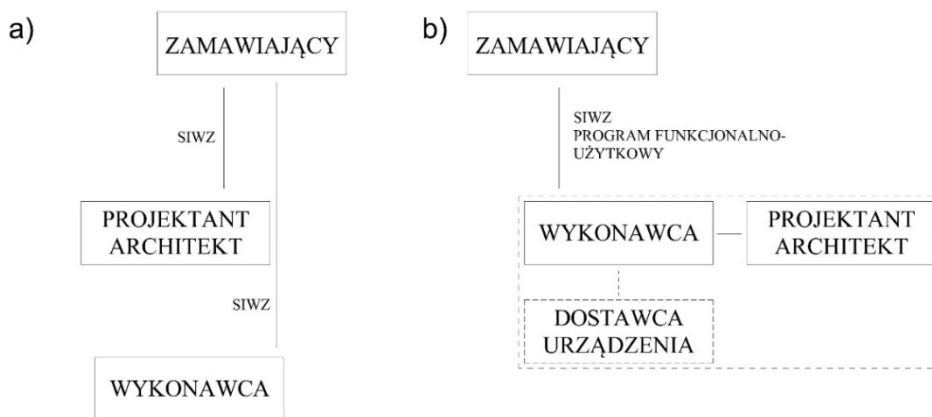 a)
ZAMAWIAJĄCY
SIWZ
PROJEKTANT
ARCHITEKT
SIWZ
WYKONAWCA
b)
ZAMAWIAJĄCY
SIWZ
PROGRAM FUNKCJONALNO-
UŻYTKOWY
WYKONAWCA
PROJEKTANT
ARCHITEKT
DOSTAWCA
URZĄDZENIA